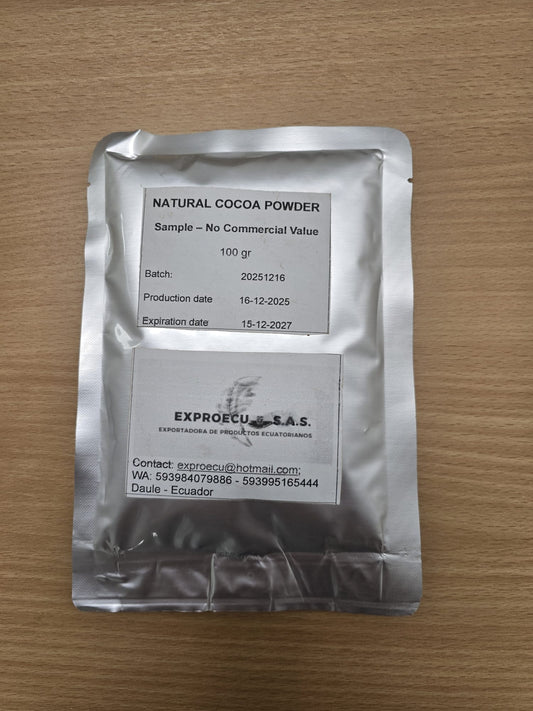 NATURAL COCOA POWDER
Sample – No Commercial Value
100 gr
Batch: 20251216
Production date 16-12-2025
Expiration date 15-12-2027
EXPROECU S.A.S.
EXPORTADORA DE PRODUCTOS ECUATORIANOS
Contact: exproecu@hotmail.com;
WA: 593984079886 - 593995165444
Daule - Ecuador